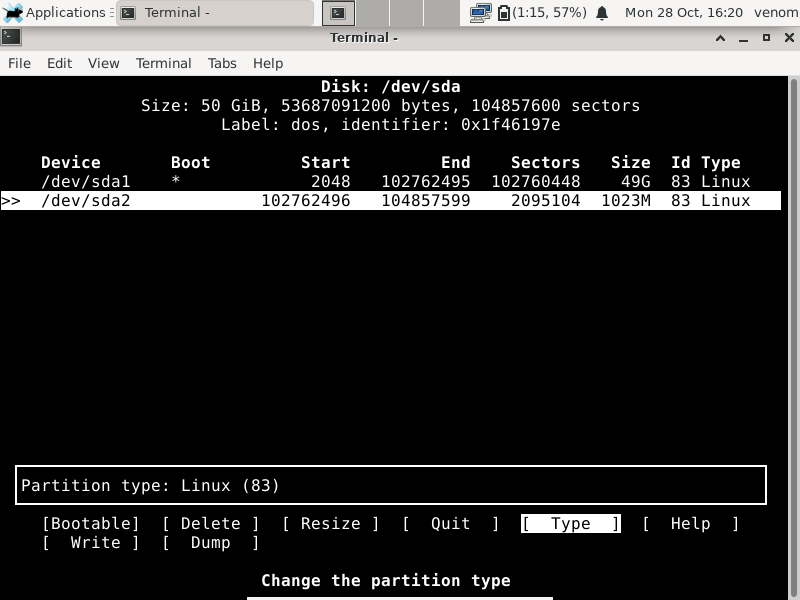 Applications Terminal - (1:15, 57%) Mon 28 Oct, 16:20 venom
Terminal -
File Edit View Terminal Tabs Help
Disk: /dev/sda
Size: 50 GiB, 53687091200 bytes, 104857600 sectors
Label: dos, identifier: 0x1f46197e
Device Boot Start End Sectors Size Id Type
/dev/sda1 * 2048 102762495 102760448 49G 83 Linux
>> /dev/sda2 102762496 104857599 2095104 1023M 83 Linux
Partition type: Linux (83)
[Bootable] [ Delete ] [ Resize ] [ Quit ] [ Type ] [ Help ]
[ Write ] [ Dump ]
Change the partition type